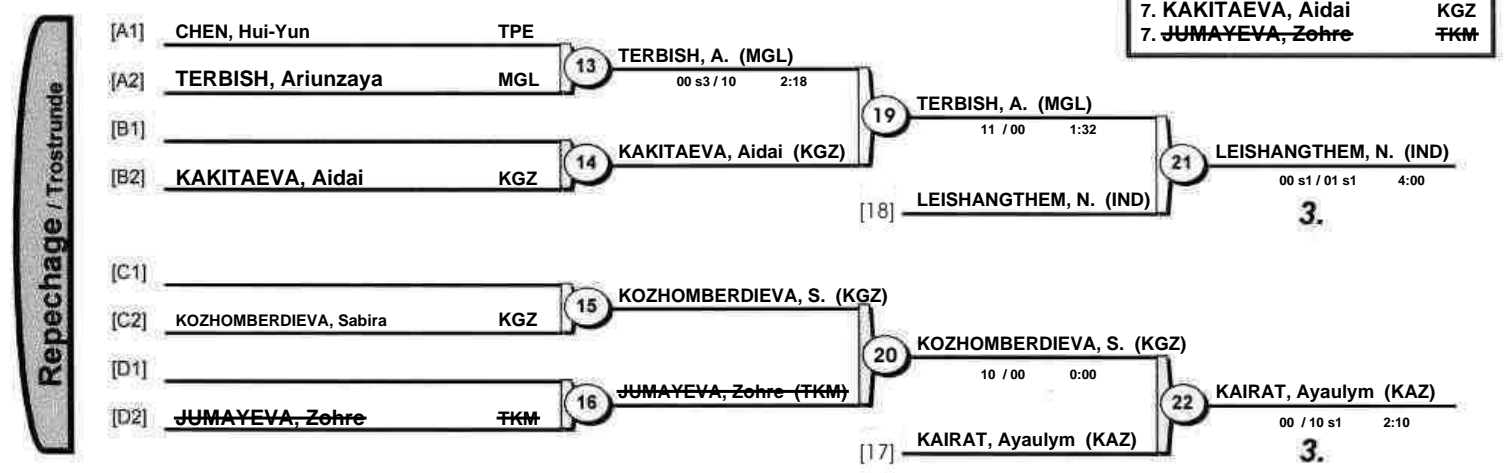 7. KAKITAEVA, Aidai KGZ
7. JUMAYEVA, Zohre TKM
Repechage / Trostrunde
[A1] CHEN, Hui-Yun TPE
[A2] TERBISH, Ariunzaya MGL
13
TERBISH, A. (MGL)
00 s3 / 10 2:18
[B1]
[B2] KAKITAEVA, Aidai KGZ
14
KAKITAEVA, Aidai (KGZ)
19
TERBISH, A. (MGL)
11 / 00 1:32
[18] LEISHANGTHEM, N. (IND)
21
LEISHANGTHEM, N. (IND)
00 s1 / 01 s1 4:00
3.
[C1]
[C2] KOZHOMBERDIEVA, Sabira KGZ
15
KOZHOMBERDIEVA, S. (KGZ)
[D1]
[D2] JUMAYEVA, Zohre TKM
16
JUMAYEVA, Zohre (TKM)
20
KOZHOMBERDIEVA, S. (KGZ)
10 / 00 0:00
[17] KAIRAT, Ayaulym (KAZ)
22
KAIRAT, Ayaulym (KAZ)
00 / 10 s1 2:10
3.